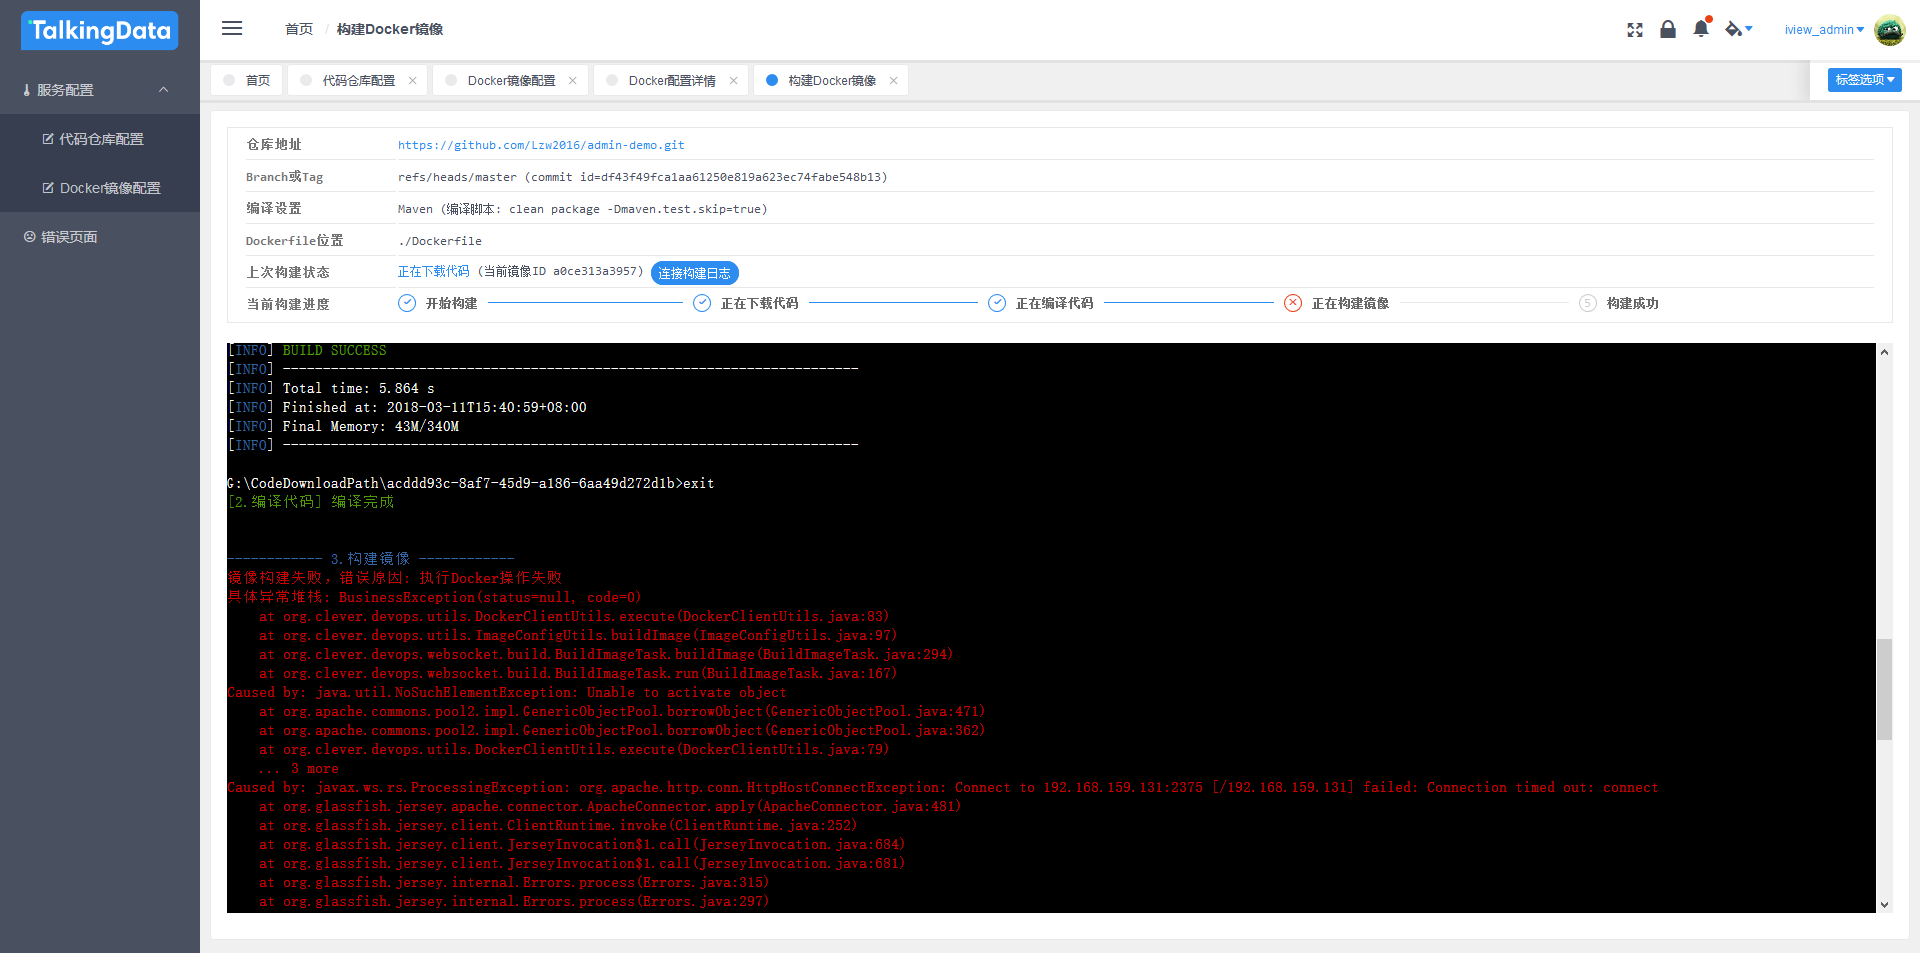 TalkingData
首页 / 构建Docker镜像
iview_admin
服务配置
代码仓库配置
Docker镜像配置
错误页面
首页
代码仓库配置
Docker镜像配置
Docker配置详情
构建Docker镜像
标签选项
仓库地址 https://github.com/Lzw2016/admin-demo.git
Branch或Tag refs/heads/master (commit id=df43f49fca1aa61250e819a623ec74fabe548b13)
编译设置 Maven (编译脚本: clean package -Dmaven.test.skip=true)
Dockerfile位置 ./Dockerfile
上次构建状态 正在下载代码 (当前镜像ID a0ce313a3957) 连接构建日志
当前构建进度 开始构建 正在下载代码 正在编译代码 正在构建镜像 5 构建成功
[INFO] BUILD SUCCESS
[INFO] ------------------------------------------------------------------------
[INFO] Total time: 5.864 s
[INFO] Finished at: 2018-03-11T15:40:59+08:00
[INFO] Final Memory: 43M/340M
[INFO] ------------------------------------------------------------------------
G:\CodeDownloadPath\acddd93c-8af7-45d9-a186-6aa49d272d1b>exit
[2.编译代码] 编译完成
------------ 3.构建镜像 ------------
镜像构建失败，错误原因: 执行Docker操作失败
具体异常堆栈: BusinessException(status=null, code=0)
at org.clever.devops.utils.DockerClientUtils.execute(DockerClientUtils.java:83)
at org.clever.devops.utils.ImageConfigUtils.buildImage(ImageConfigUtils.java:97)
at org.clever.devops.websocket.build.BuildImageTask.buildImage(BuildImageTask.java:294)
at org.clever.devops.websocket.build.BuildImageTask.run(BuildImageTask.java:167)
Caused by: java.util.NoSuchElementException: Unable to activate object
at org.apache.commons.pool2.impl.GenericObjectPool.borrowObject(GenericObjectPool.java:471)
at org.apache.commons.pool2.impl.GenericObjectPool.borrowObject(GenericObjectPool.java:362)
at org.clever.devops.utils.DockerClientUtils.execute(DockerClientUtils.java:79)
... 3 more
Caused by: javax.ws.rs.ProcessingException: org.apache.http.conn.HttpHostConnectException: Connect to 192.168.159.131:2375 [/192.168.159.131] failed: Connection timed out: connect
at org.glassfish.jersey.apache.connector.ApacheConnector.apply(ApacheConnector.java:481)
at org.glassfish.jersey.client.ClientRuntime.invoke(ClientRuntime.java:252)
at org.glassfish.jersey.client.JerseyInvocation$1.call(JerseyInvocation.java:684)
at org.glassfish.jersey.client.JerseyInvocation$1.call(JerseyInvocation.java:681)
at org.glassfish.jersey.internal.Errors.process(Errors.java:315)
at org.glassfish.jersey.internal.Errors.process(Errors.java:297)